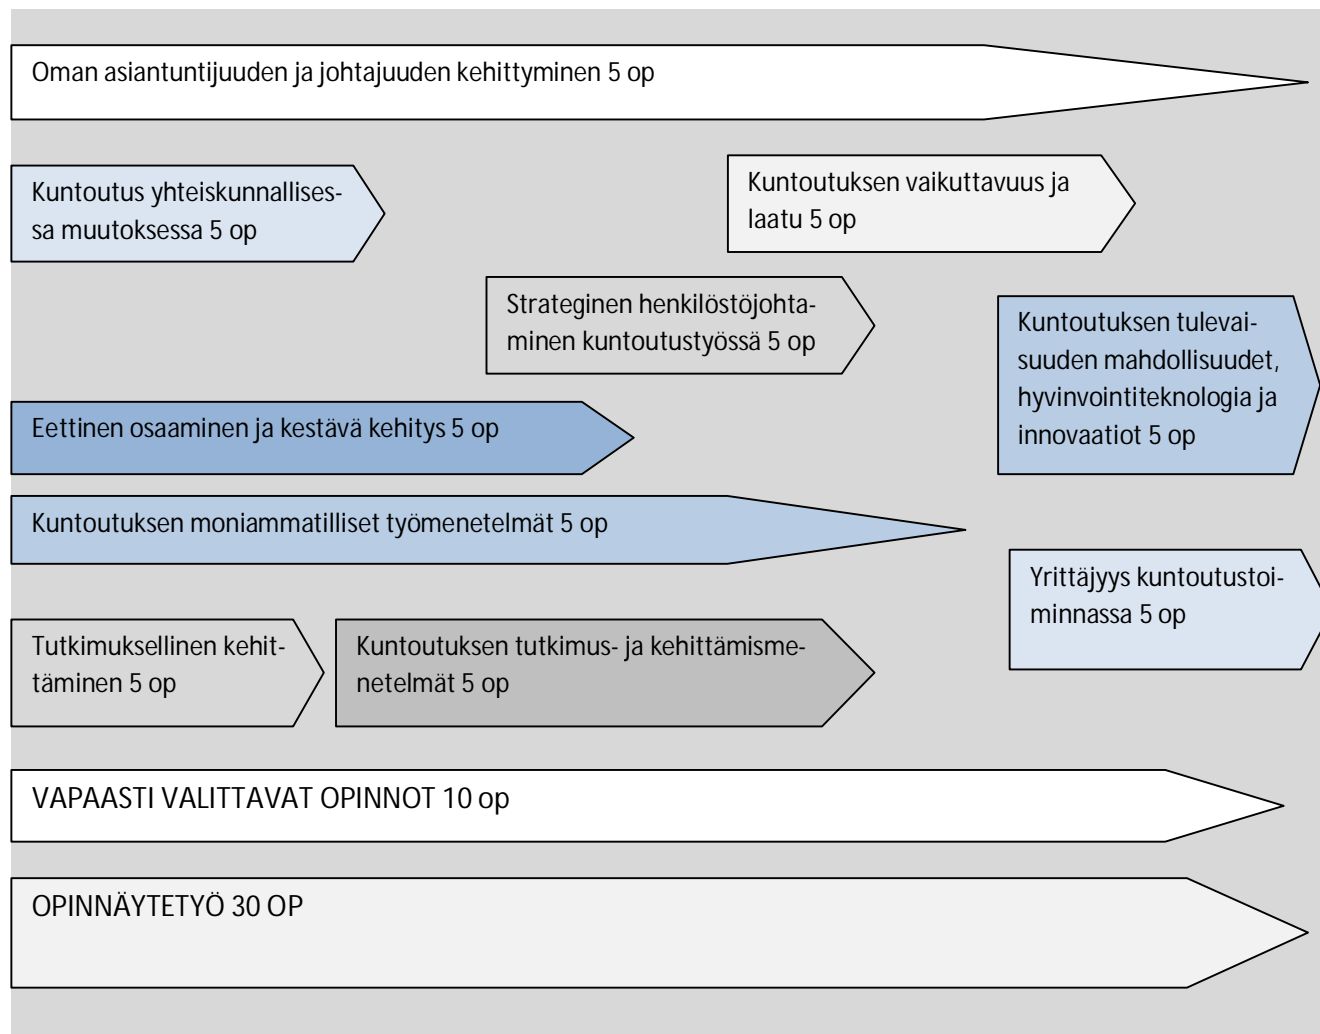 Oman asiantuntijuuden ja johtajuuden kehittyminen 5 op
Kuntoutus yhteiskunnallises-
sa muutoksessa 5 op
Kuntoutuksen vaikuttavuus ja
laatu 5 op
Strateginen henkilöstöjohta-
minen kuntoutustyössä 5 op
Kuntoutuksen tulevai-
suuden mahdollisuudet,
hyvinvointiteknologia ja
innovaatiot 5 op
Eettinen osaaminen ja kestävä kehitys 5 op
Kuntoutuksen moniammatilliset työmenetelmät 5 op
Yrittäjyys kuntoutustoi-
minnassa 5 op
Tutkimuksellinen kehit-
täminen 5 op
Kuntoutuksen tutkimus- ja kehittämisme-
netelmät 5 op
VAPAASTI VALITTAVAT OPINNOT 10 op
OPINNÄYTETYÖ 30 OP